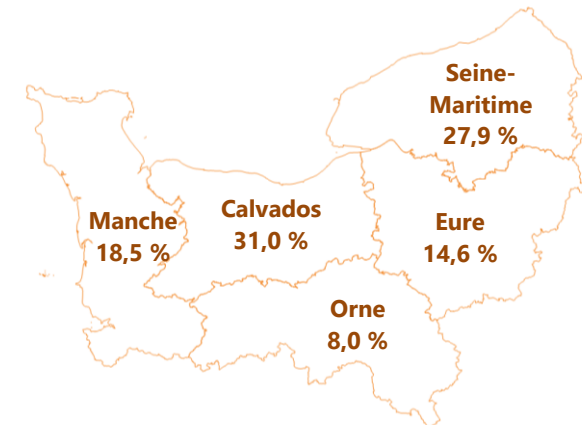 Seine-
Maritime
27,9 %
Calvados
31,0 %
Manche
18,5 %
Eure
14,6 %
Orne
8,0 %